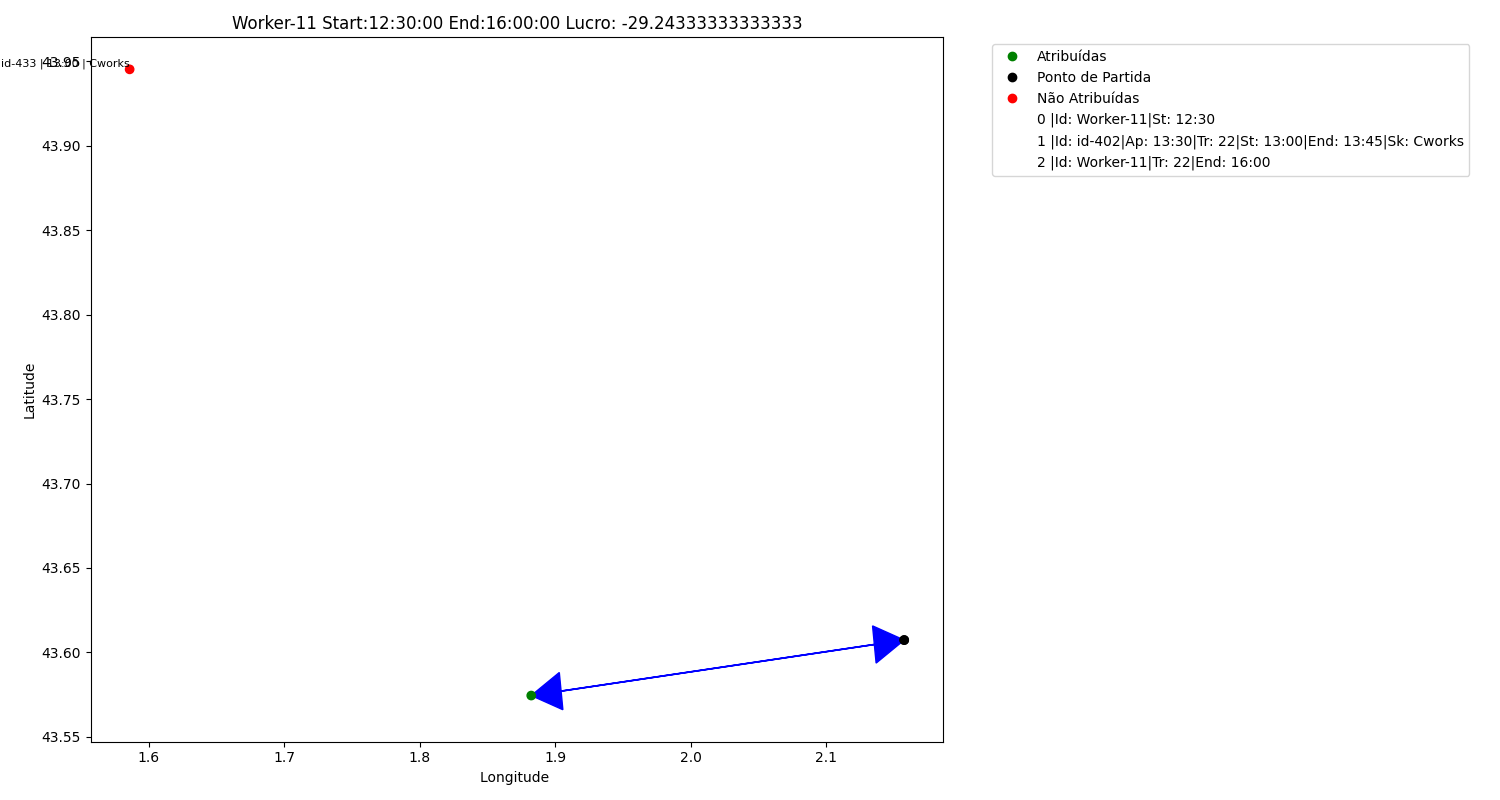 Worker-11 Start:12:30:00 End:16:00:00 Lucro: -29.24333333333333
id-433 | | Cworks
43.95
43.90
43.85
43.80
43.75
43.70
43.65
43.60
43.55
Latitude
1.6 1.7 1.8 1.9 2.0 2.1
Longitude
Atribuídas
Ponto de Partida
Não Atribuídas
0 |Id: Worker-11|St: 12:30
1 |Id: id-402|Ap: 13:30|Tr: 22|St: 13:00|End: 13:45|Sk: Cworks
2 |Id: Worker-11|Tr: 22|End: 16:00